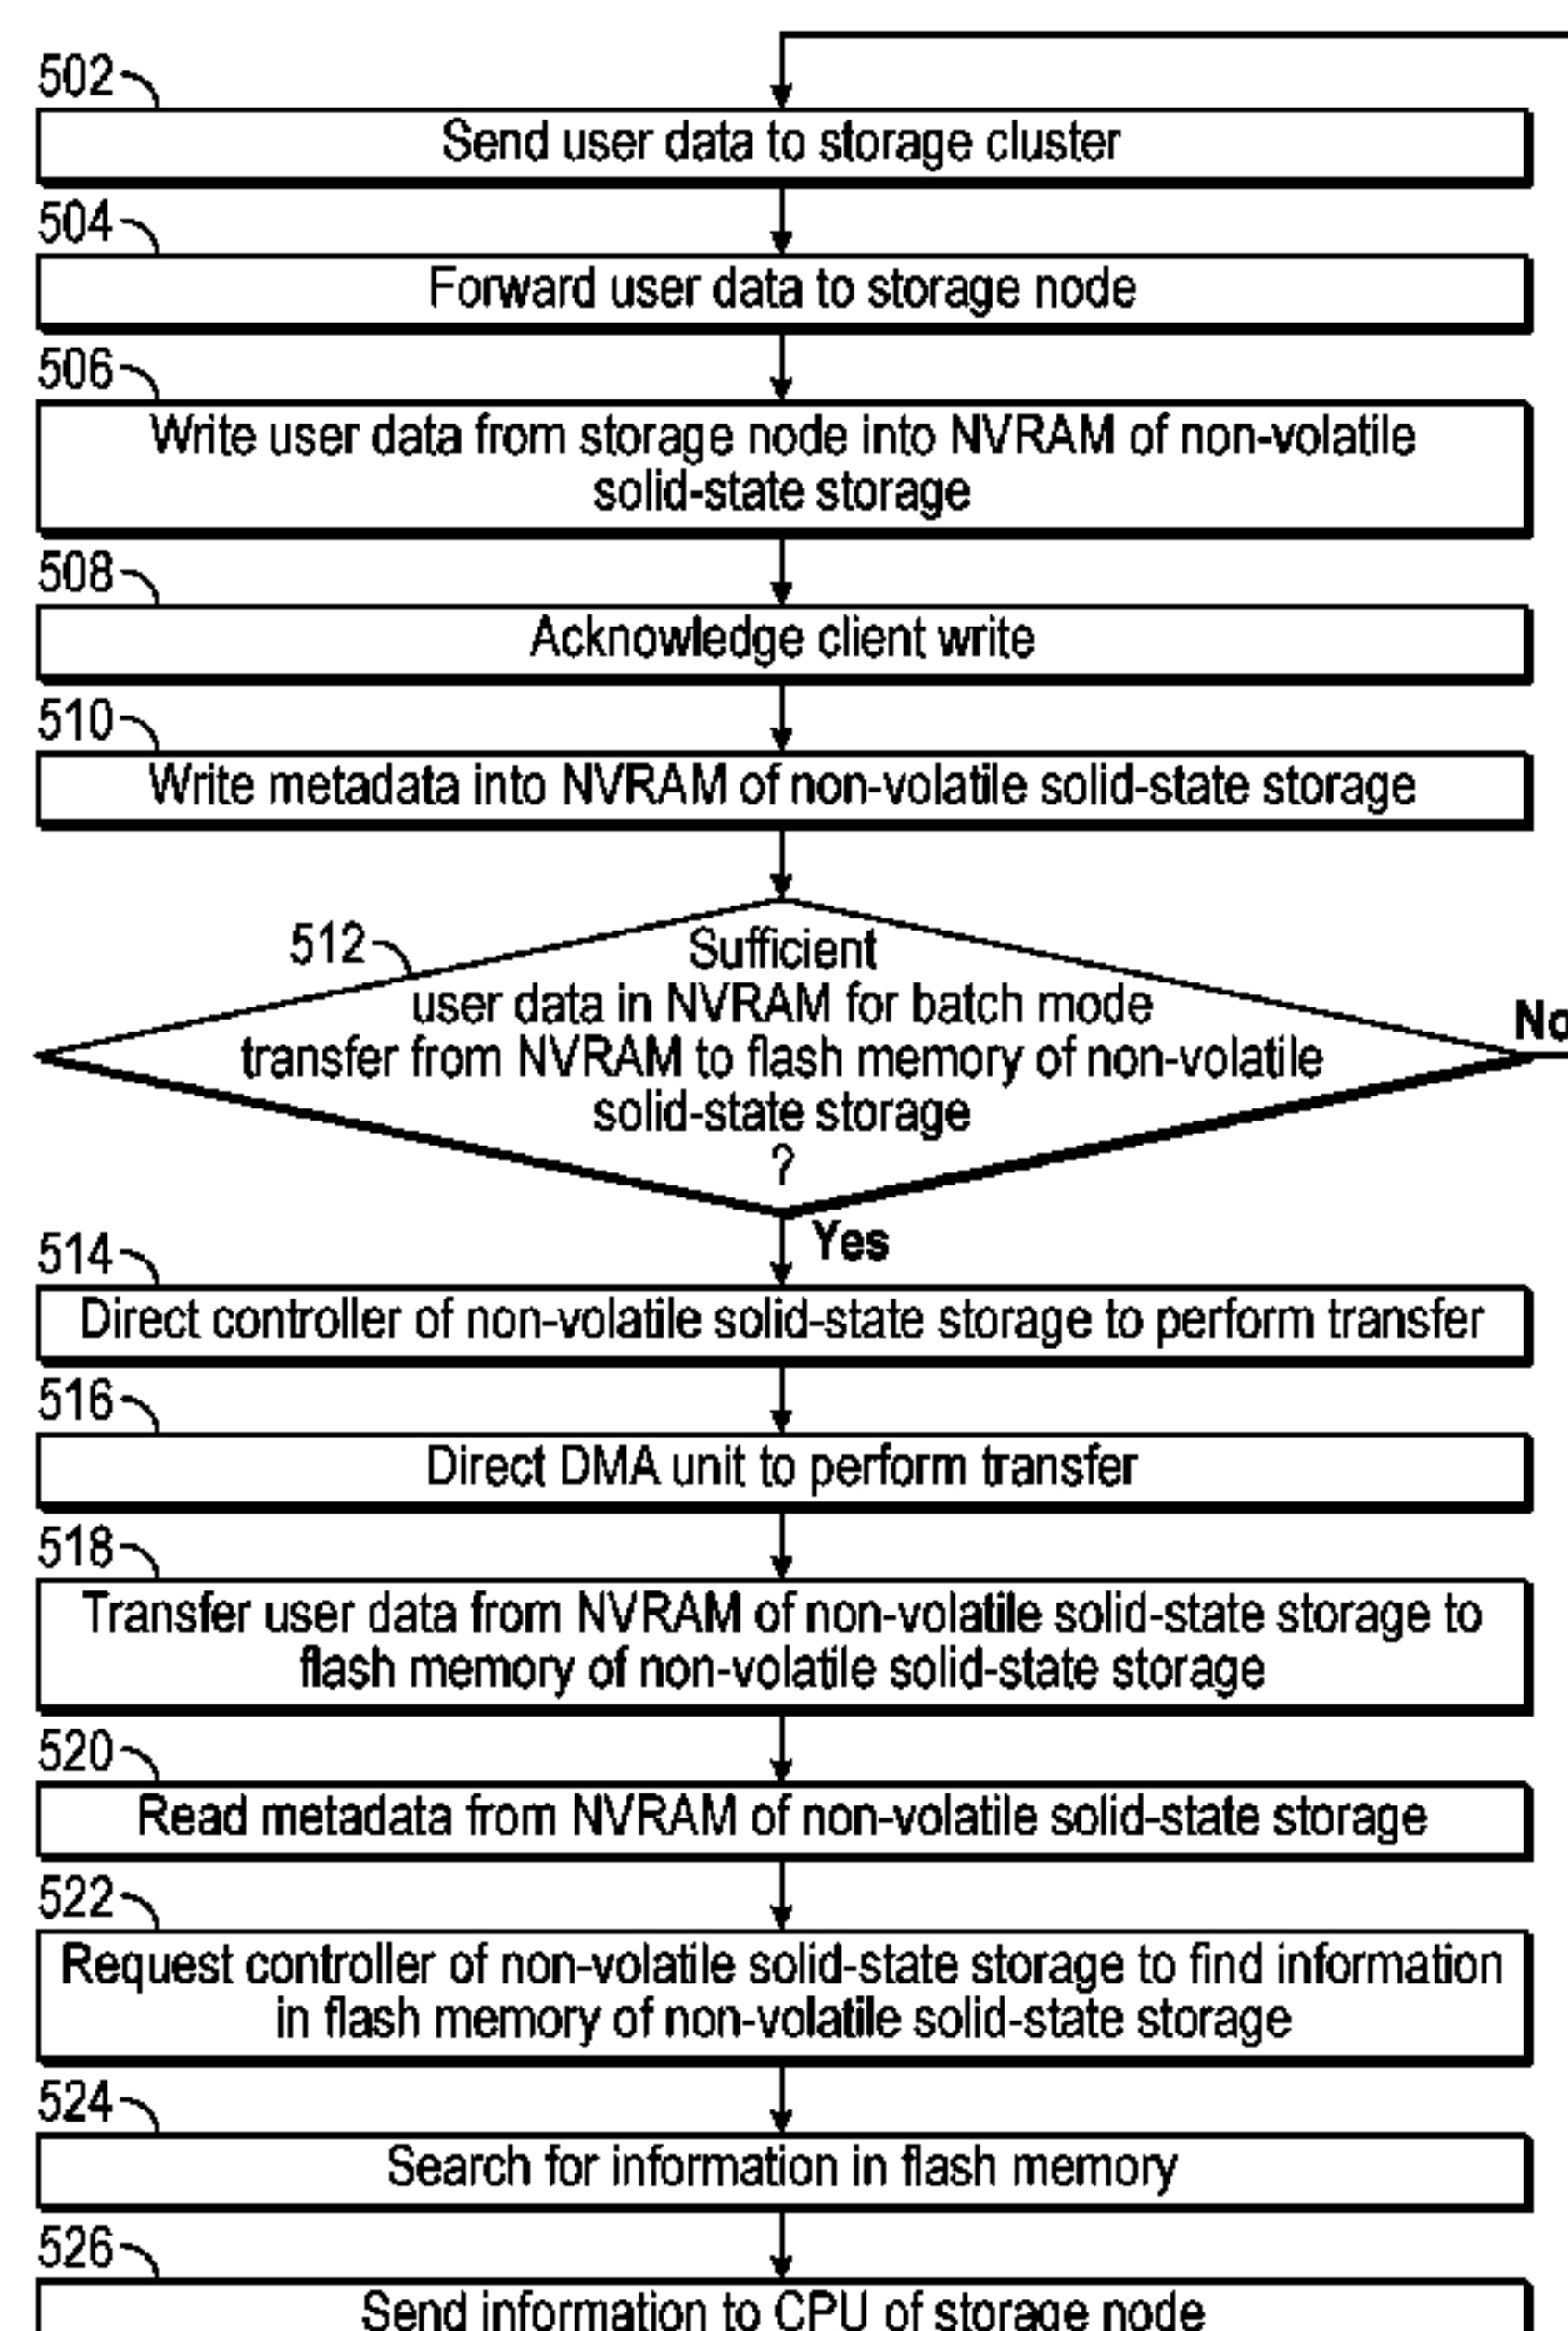 502
Send user data to storage cluster
504
Forward user data to storage node
506
Write user data from storage node into NVRAM of non-volatile
solid-state storage
508
Acknowledge client write
510
Write metadata into NVRAM of non-volatile solid-state storage
512
Sufficient
user data in NVRAM for batch mode
transfer from NVRAM to flash memory of non-volatile
solid-state storage
?
No
Yes
514
Direct controller of non-volatile solid-state storage to perform transfer
516
Direct DMA unit to perform transfer
518
Transfer user data from NVRAM of non-volatile solid-state storage to
flash memory of non-volatile solid-state storage
520
Read metadata from NVRAM of non-volatile solid-state storage
522
Request controller of non-volatile solid-state storage to find information
in flash memory of non-volatile solid-state storage
524
Search for information in flash memory
526
Send information to CPU of storage node